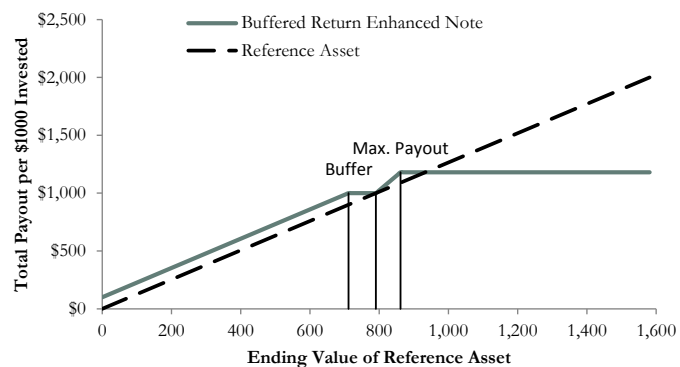 $2,500
Buffered Return Enhanced Note
Reference Asset
$2,000
$1,500
Max. Payout
Buffer
$1,000
$500
$0
Total Payout per $1000 Invested
0 200 400 600 800 1,000 1,200 1,400 1,600
Ending Value of Reference Asset